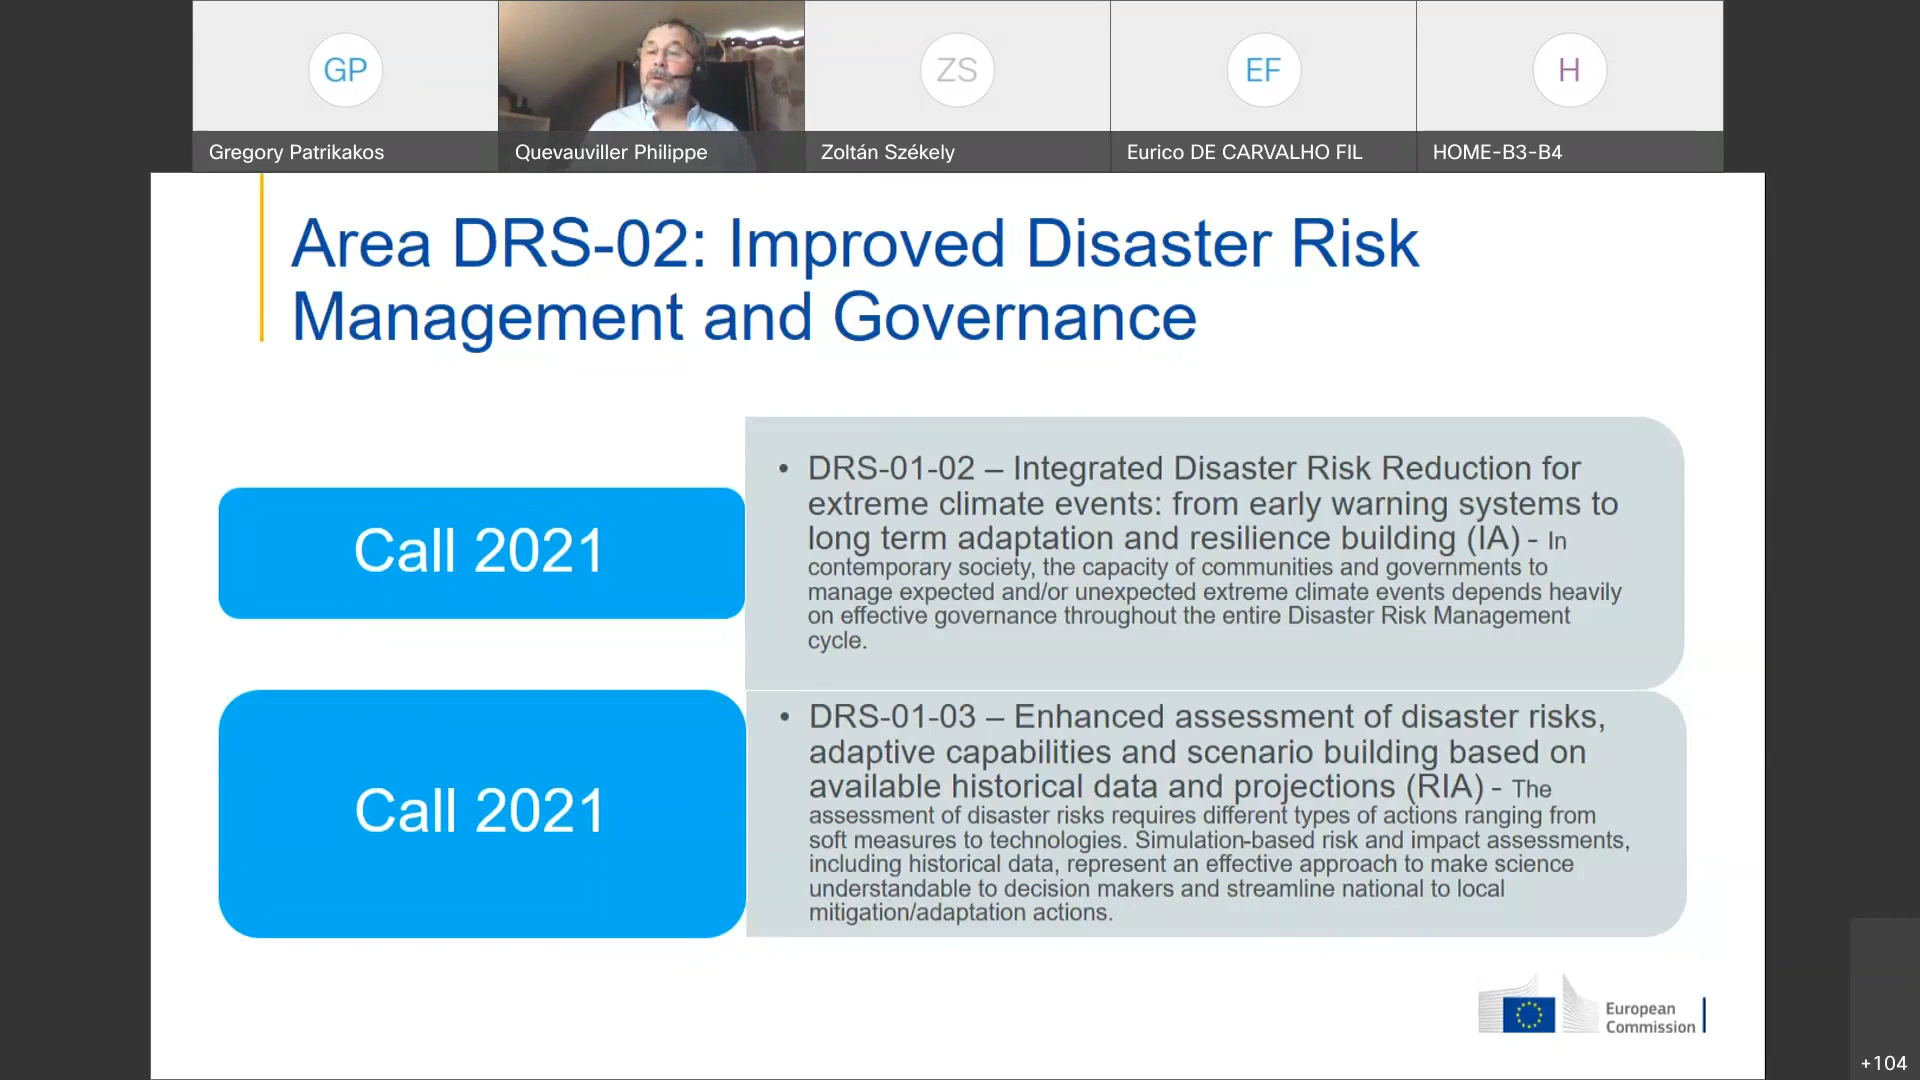 GP
ZS
EF
H
Gregory Patrikakos
Quevauviller Philippe
Zoltán Székely
Eurico DE CARVALHO FIL
HOME-B3-B4
Area DRS-02: Improved Disaster Risk
Management and Governance
Call 2021
• DRS-01-02 – Integrated Disaster Risk Reduction for
extreme climate events: from early warning systems to
long term adaptation and resilience building (IA) - In
contemporary society, the capacity of communities and governments to
manage expected and/or unexpected extreme climate events depends heavily
on effective governance throughout the entire Disaster Risk Management
cycle.
Call 2021
• DRS-01-03 – Enhanced assessment of disaster risks,
adaptive capabilities and scenario building based on
available historical data and projections (RIA) - The
assessment of disaster risks requires different types of actions ranging from
soft measures to technologies. Simulation-based risk and impact assessments,
including historical data, represent an effective approach to make science
understandable to decision makers and streamline national to local
mitigation/adaptation actions.
European
Commission
+104